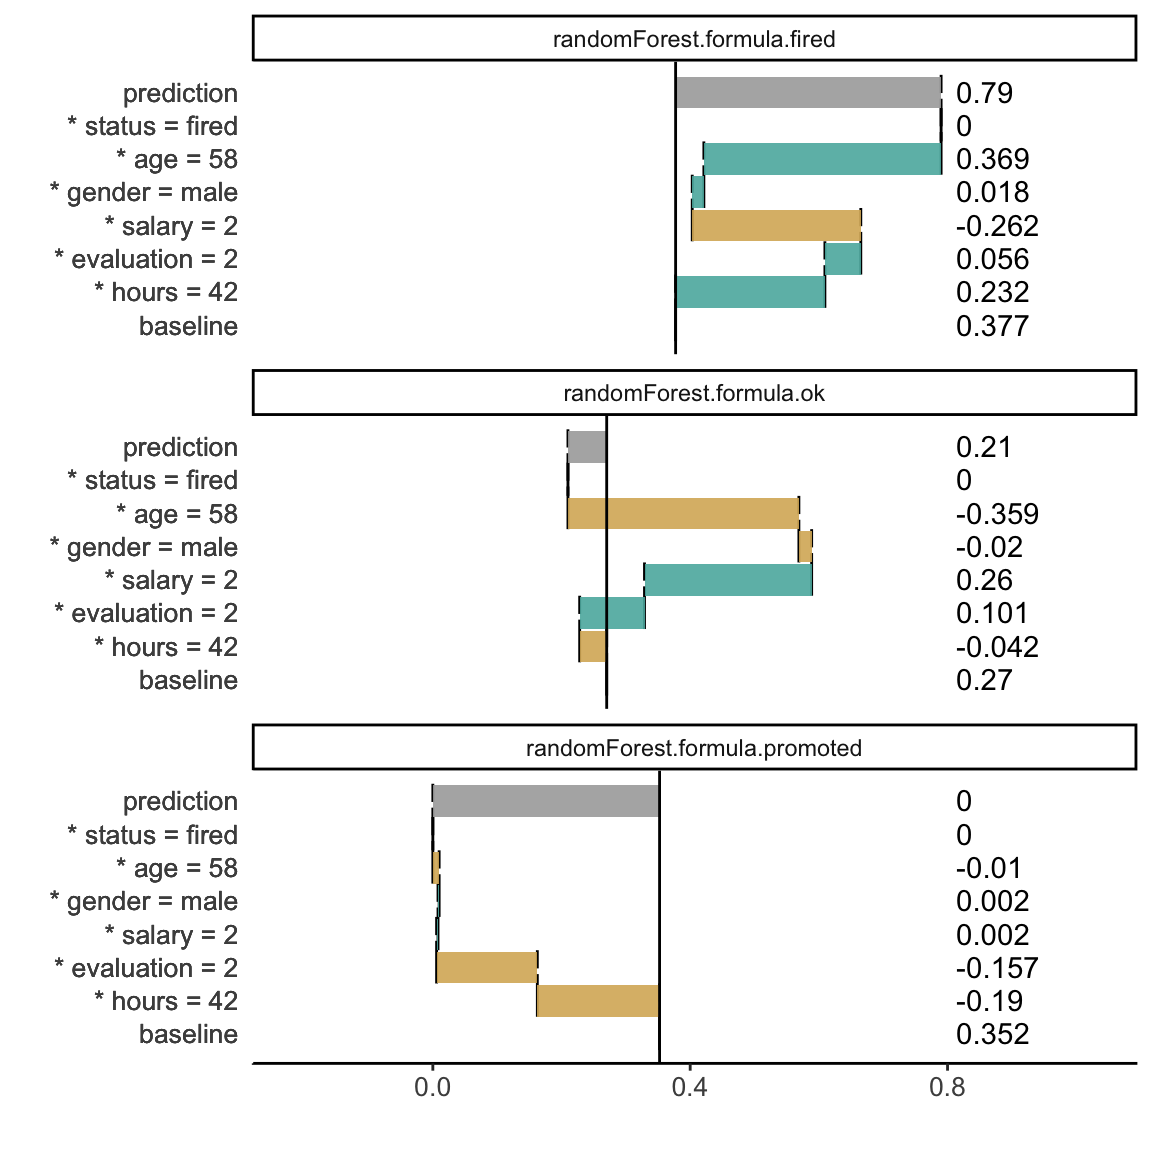 randomForest.formula.fired
prediction 0.79
* status = fired 0
* age = 58 0.369
* gender = male 0.018
* salary = 2 -0.262
* evaluation = 2 0.056
* hours = 42 0.232
baseline 0.377
randomForest.formula.ok
prediction 0.21
* status = fired 0
* age = 58 -0.359
* gender = male -0.02
* salary = 2 0.26
* evaluation = 2 0.101
* hours = 42 -0.042
baseline 0.27
randomForest.formula.promoted
prediction 0
* status = fired 0
* age = 58 -0.01
* gender = male 0.002
* salary = 2 0.002
* evaluation = 2 -0.157
* hours = 42 -0.19
baseline 0.352
0.0 0.4 0.8